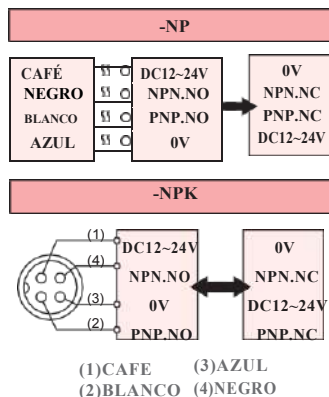 -NP
CAFÉ DC12~24V 0V
NEGRO NPN.NO NPN.NC
BLANCO PNP.NO PNP.NC
AZUL 0V DC12~24V
-NPK
(1) DC12~24V 0V
(4) NPN.NO NPN.NC
(3) 0V DC12~24V
(2) PNP.NO PNP.NC
(1)CAFE (3)AZUL
(2)BLANCO (4)NEGRO